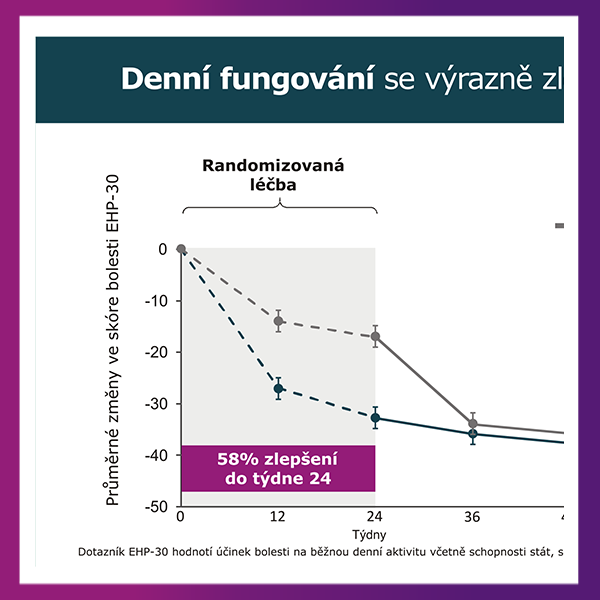 Denní fungování se výrazně zl
Randomizovaná
léčba
Průměrné změny ve skóre bolesti EHP-30
0
-10
-20
-30
-40
-50
58% zlepšení
do týdne 24
0 12 24 36 4
Týdny
Dotazník EHP-30 hodnotí účinek bolesti na běžnou denní aktivitu včetně schopnosti stát, s